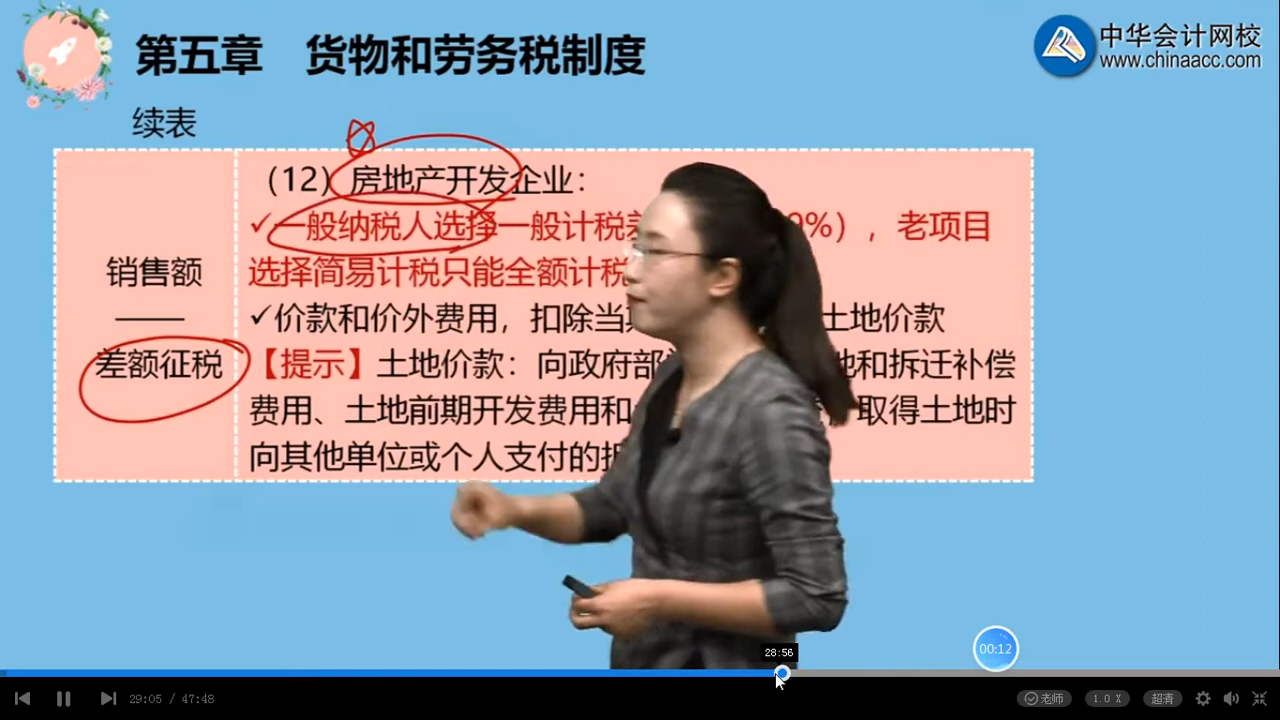 第五章 货物和劳务税制度
中华会计网校
www.chinaacc.com
续表
销售额
——
差额征税
（12）房地产开发企业：
✓一般纳税人选择一般计税 9%），老项目
选择简易计税只能全额计税
✓价款和价外费用，扣除当 土地价款
【提示】土地价款：向政府部 和拆迁补偿
费用、土地前期开发费用和 取得土地时
向其他单位或个人支付的
28:56
00:12
29:05 / 47:48
老师
1.0 X
超清